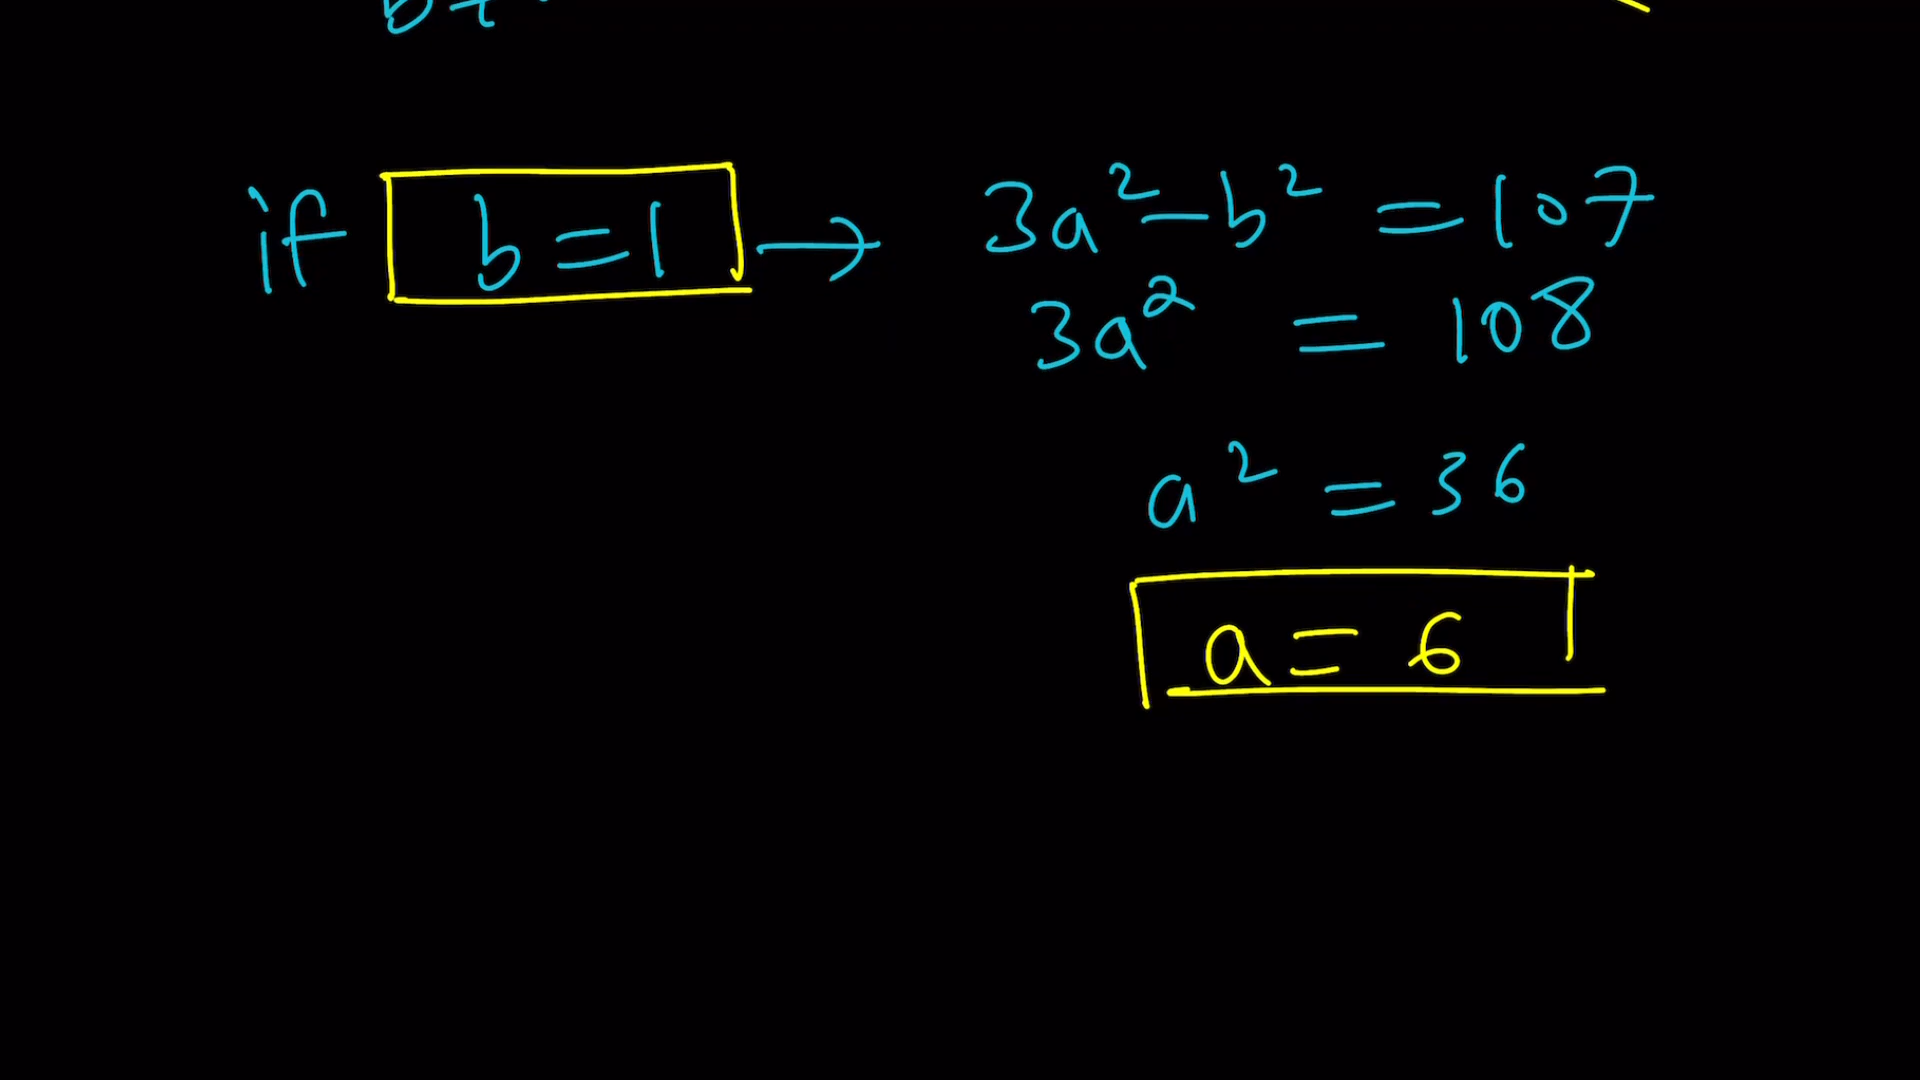 if b=1 → 3a²-b² = 107
3a² = 108
a² = 36
a = 6